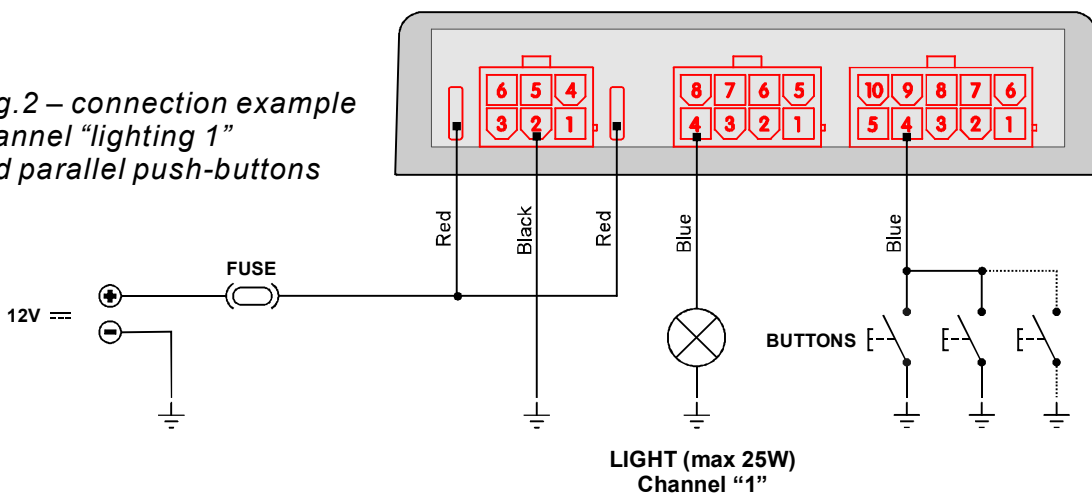 g.2 – connection example
annel “lighting 1”
d parallel push-buttons
6 5 4
3 2 1
8 7 6 5
4 3 2 1
10 9 8 7 6
5 4 3 2 1
Red
Black
Red
Blue
Blue
FUSE
12V
BUTTONS
LIGHT (max 25W)
Channel “1”